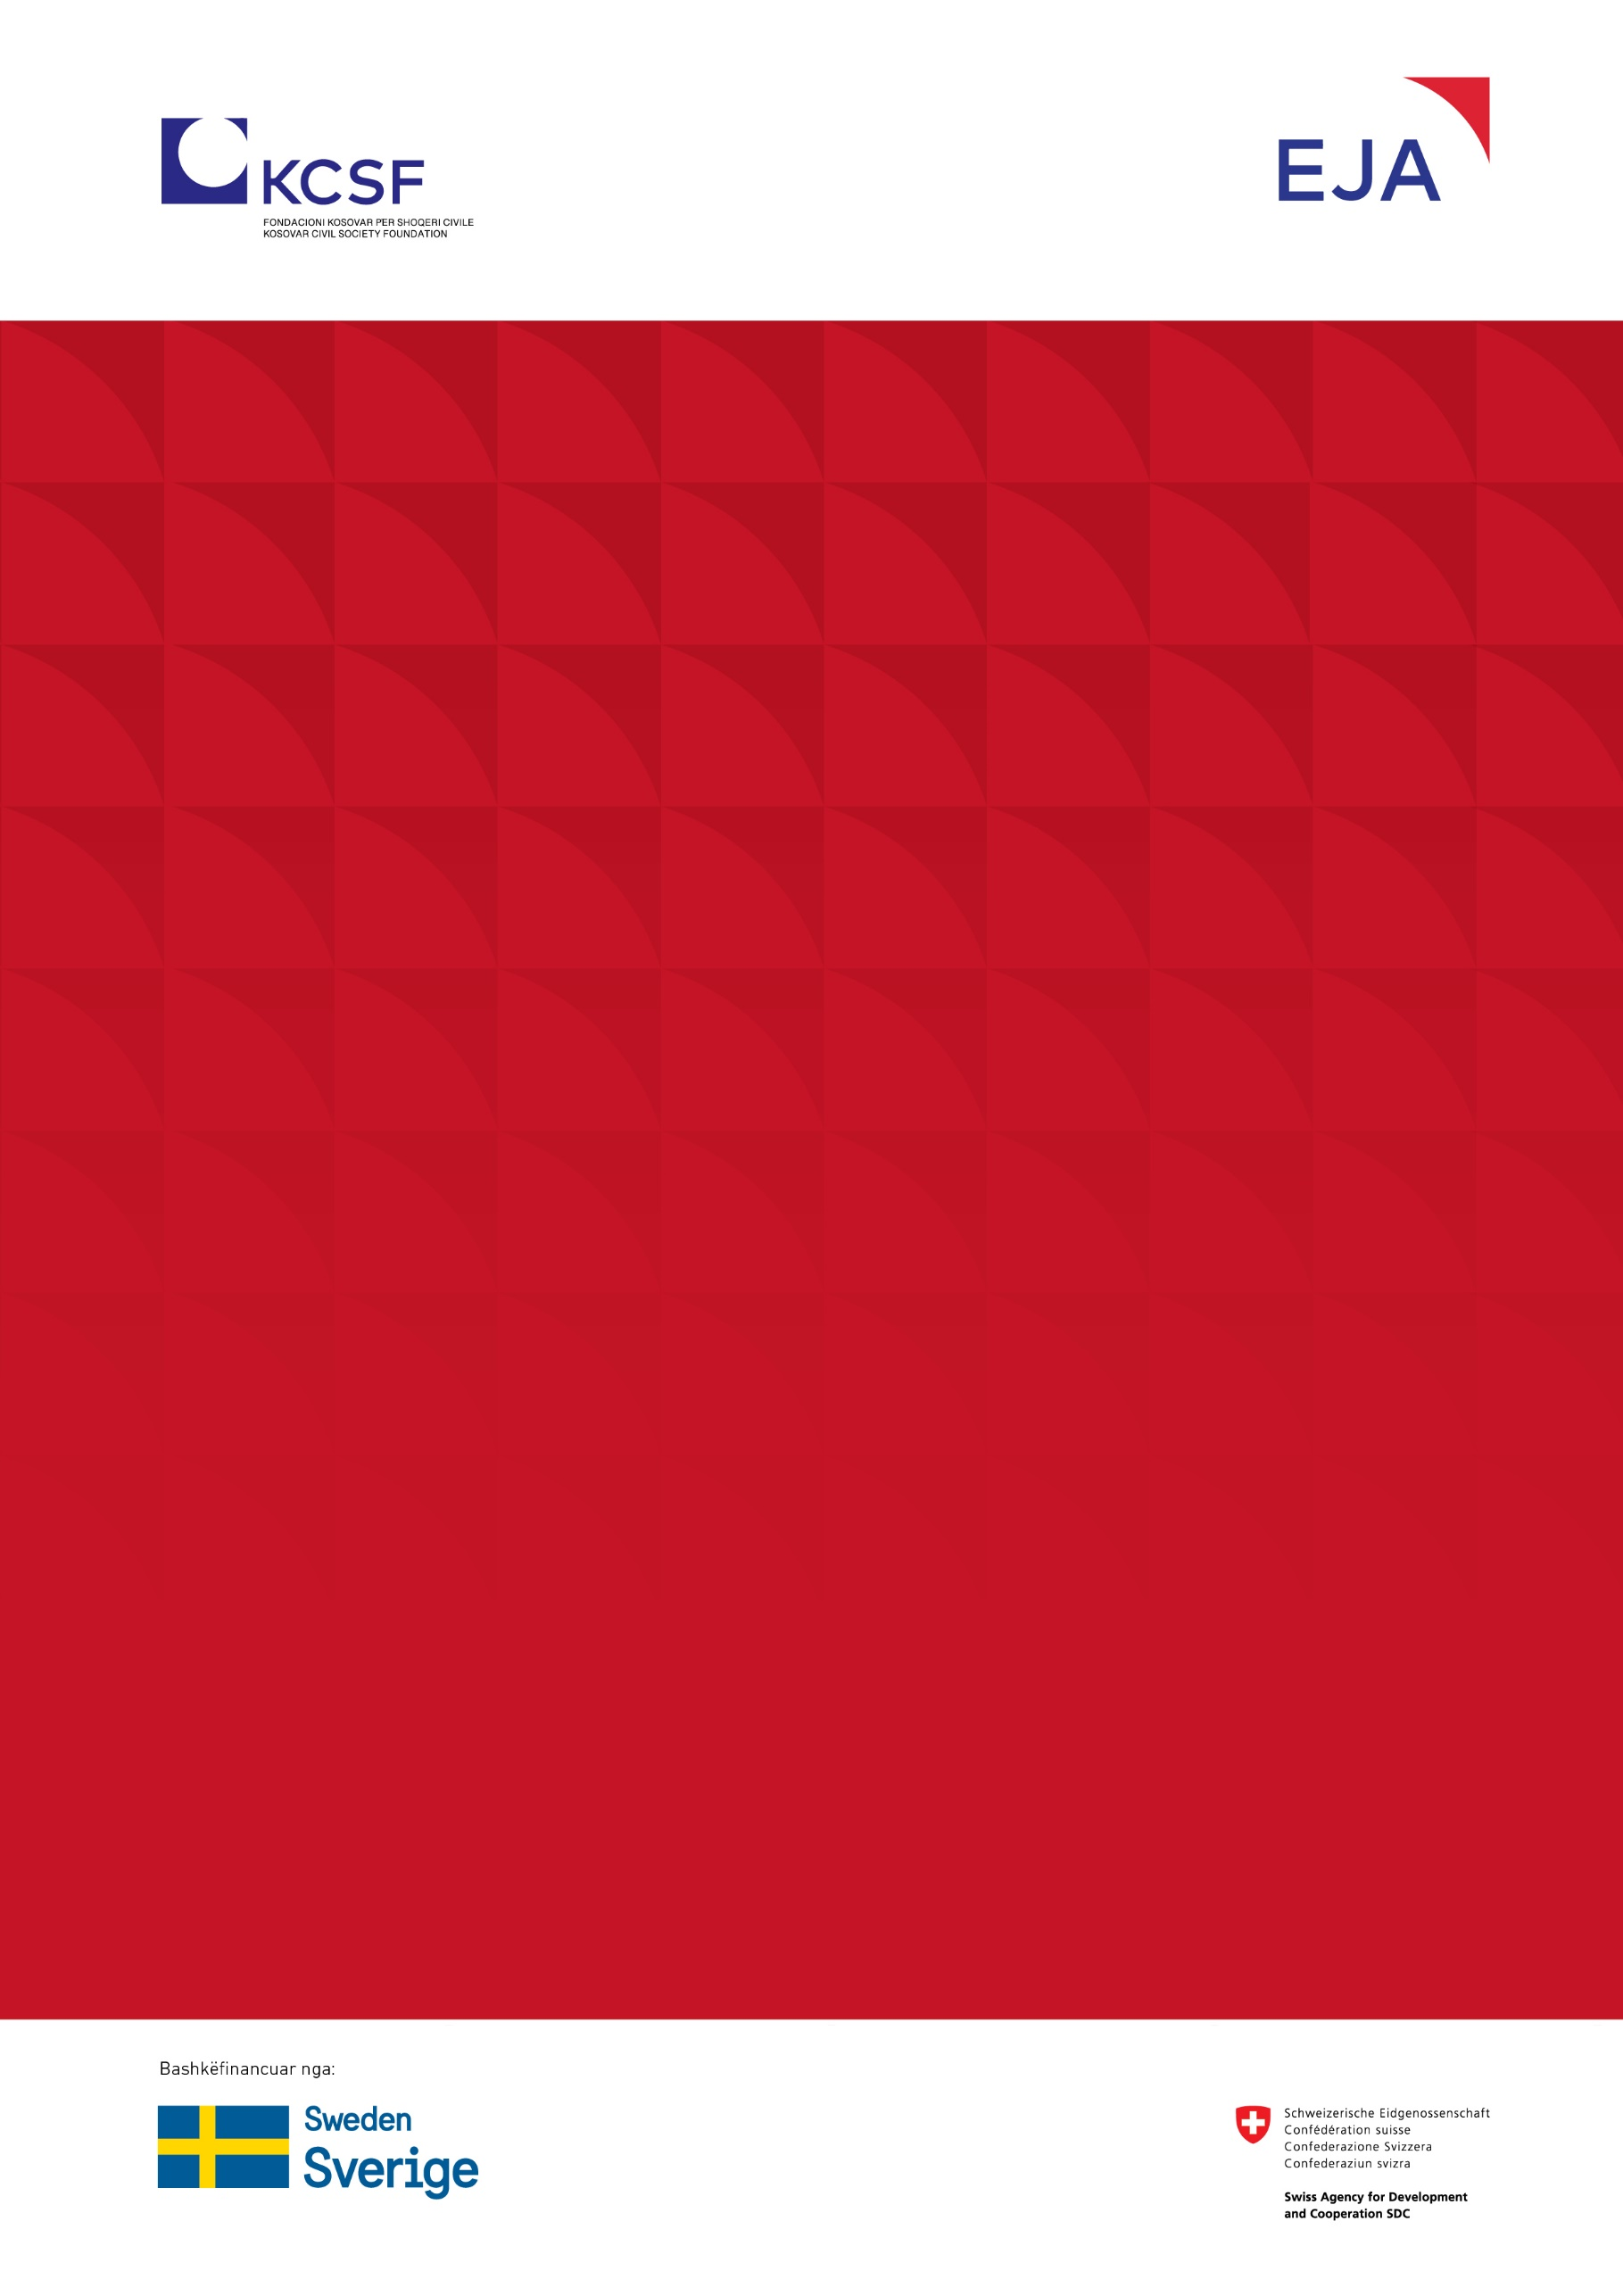 KCSF
FONDACIONI KOSOVAR PËR SHOQERI CIVILE
KOSOVAR CIVIL SOCIETY FOUNDATION
EJA
Bashkëfinancuar nga:
Sweden
Sverige
Schweizerische Eidgenossenschaft
Confédération suisse
Confederazione Svizzera
Confederaziun svizra
Swiss Agency for Development
and Cooperation SDC